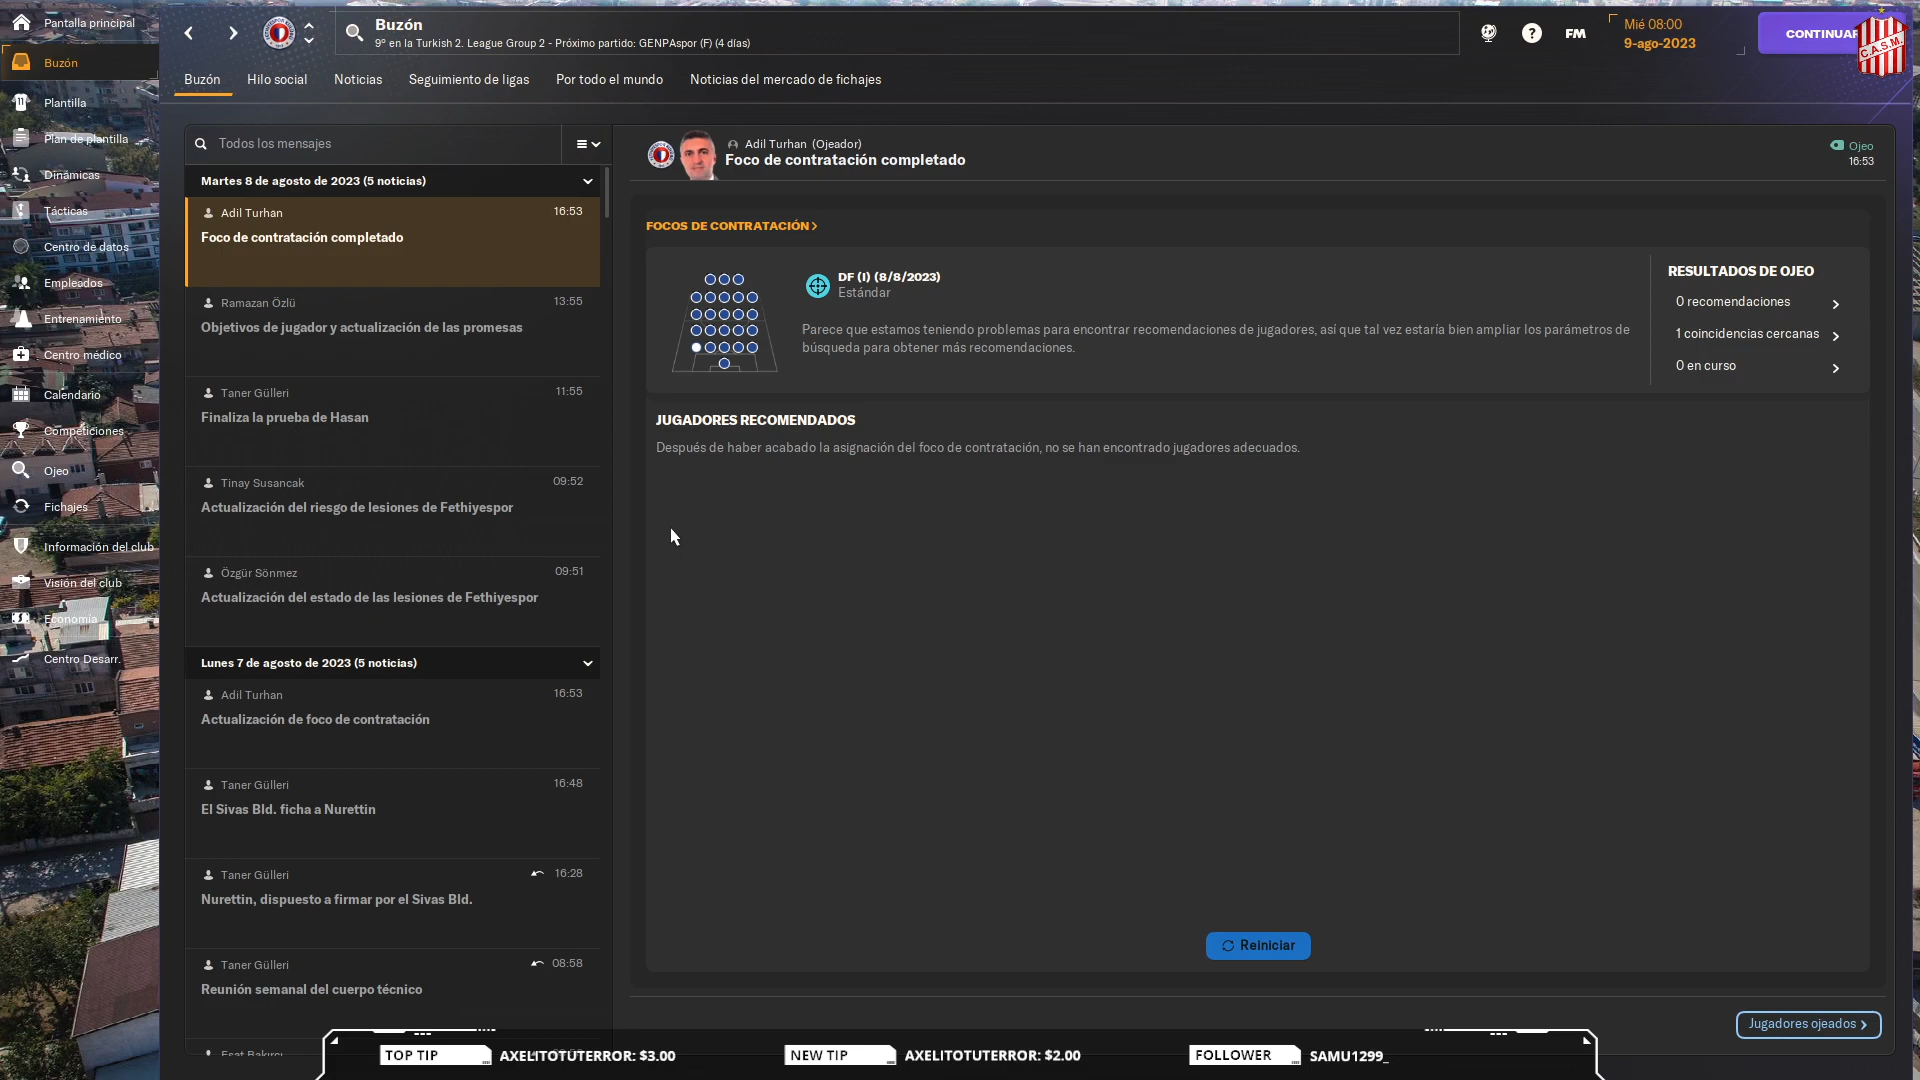 Pantalla principal
Buzón
Plantilla
Plan de plantilla
Dinámicas
Tácticas
Centro de datos
Empleados
Entrenamiento
Centro médico
Calendario
Competiciones
Ojeo
Fichajes
Información del club
Visión del club
Economía
Centro Desarr.
Buzón
9º en la Turkish 2. League Group 2 - Próximo partido: GENPAspor (F) (4 días)
?
FM
Mié 08:00
9-ago-2023
CONTINUAR
C.A.S.M.
Buzón
Hilo social
Noticias
Seguimiento de ligas
Por todo el mundo
Noticias del mercado de fichajes
Todos los mensajes
Martes 8 de agosto de 2023 (5 noticias)
Adil Turhan 16:53
Foco de contratación completado
Ramazan Özlü 13:55
Objetivos de jugador y actualización de las promesas
Taner Gülleri 11:55
Finaliza la prueba de Hasan
Tinay Susancak 09:52
Actualización del riesgo de lesiones de Fethiyespor
Özgür Sönmez 09:51
Actualización del estado de las lesiones de Fethiyespor
Lunes 7 de agosto de 2023 (5 noticias)
Adil Turhan 16:53
Actualización de foco de contratación
Taner Gülleri 16:48
El Sivas Bld. ficha a Nurettin
Taner Gülleri 16:28
Nurettin, dispuesto a firmar por el Sivas Bld.
Taner Gülleri 08:58
Reunión semanal del cuerpo técnico
Esat Bakırcı
Adil Turhan (Ojeador)
Foco de contratación completado
Ojeo
16:53
FOCOS DE CONTRATACIÓN
DF (I) (8/8/2023)
Estándar
Parece que estamos teniendo problemas para encontrar recomendaciones de jugadores, así que tal vez estaría bien ampliar los parámetros de
búsqueda para obtener más recomendaciones.
RESULTADOS DE OJEO
0 recomendaciones
1 coincidencias cercanas
0 en curso
JUGADORES RECOMENDADOS
Después de haber acabado la asignación del foco de contratación, no se han encontrado jugadores adecuados.
Reiniciar
Jugadores ojeados
TOP TIP AXELITOTUTERROR: $3.00
NEW TIP AXELITOTUTERROR: $2.00
FOLLOWER SAMU1299_